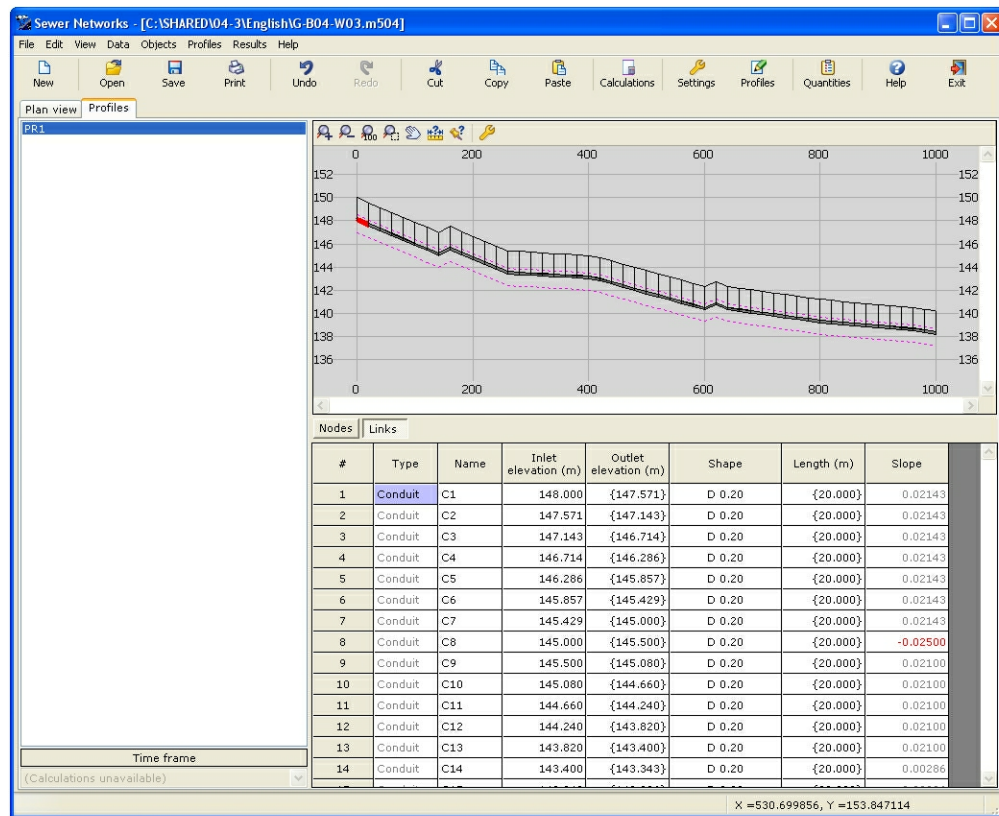 Sewer Networks - [C:\SHARED\04-3\English\G-B04-W03.m504]
File Edit View Data Objects Profiles Results Help
New Open Save Print Undo Redo Cut Copy Paste Calculations Settings Profiles Quantities Help Exit
Plan view Profiles
PR1
100
0 200 400 600 800 1000
152 152
150 150
148 148
146 146
144 144
142 142
140 140
138 138
136 136
0 200 400 600 800 1000
Nodes Links
# Type Name Inlet elevation (m) Outlet elevation (m) Shape Length (m) Slope
1 Conduit C1 148.000 {147.571} D 0.20 {20.000} 0.02143
2 Conduit C2 147.571 {147.143} D 0.20 {20.000} 0.02143
3 Conduit C3 147.143 {146.714} D 0.20 {20.000} 0.02143
4 Conduit C4 146.714 {146.286} D 0.20 {20.000} 0.02143
5 Conduit C5 146.286 {145.857} D 0.20 {20.000} 0.02143
6 Conduit C6 145.857 {145.429} D 0.20 {20.000} 0.02143
7 Conduit C7 145.429 {145.000} D 0.20 {20.000} 0.02143
8 Conduit C8 145.000 {145.500} D 0.20 {20.000} -0.02500
9 Conduit C9 145.500 {145.080} D 0.20 {20.000} 0.02100
10 Conduit C10 145.080 {144.660} D 0.20 {20.000} 0.02100
11 Conduit C11 144.660 {144.240} D 0.20 {20.000} 0.02100
12 Conduit C12 144.240 {143.820} D 0.20 {20.000} 0.02100
13 Conduit C13 143.820 {143.400} D 0.20 {20.000} 0.02100
14 Conduit C14 143.400 {143.343} D 0.20 {20.000} 0.00286
Time frame
(Calculations unavailable)
X =530.699856, Y =153.847114